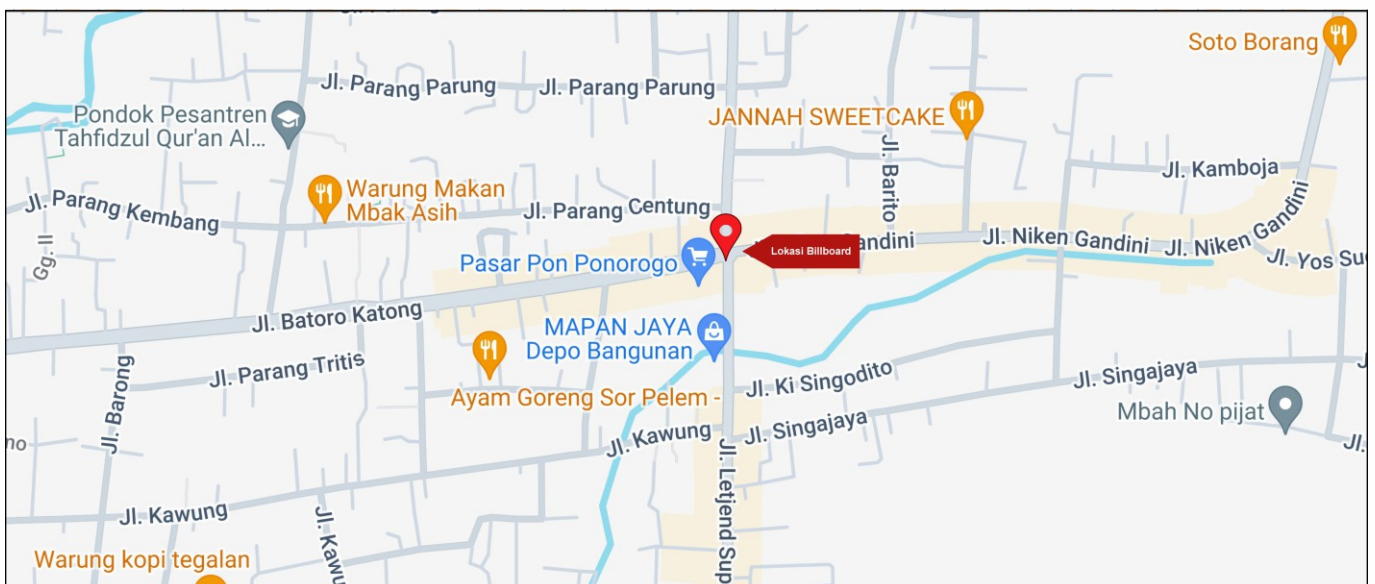 Soto Borang
Jl. Parang Parung
Jl. Parang Parung
Pondok Pesantren
Tahfidzul Qur'an Al...
JANNAH SWEETCAKE
Jl. Barito
Jl. Kamboja
Warung Makan
Mbak Asih
Jl. Parang Kembang
Jl. Parang Centung
Gg. II
Lokasi Billboard
Gandini
Jl. Niken Gandini
Jl. Niken Gandini
Jl. Yos Su
Pasar Pon Ponorogo
Jl. Batoro Katong
MAPAN JAYA
Depo Bangunan
Jl. Parang Tritis
Jl. Barong
Ayam Goreng Sor Pelem -
Jl. Ki Singodito
Jl. Singajaya
Mbah No pijat
no
Jl. Kawung
Jl. Singajaya
Jl.
Jl. Letjend Sup
Jl. Kawung
Jl. Kawu
Warung kopi tegalan